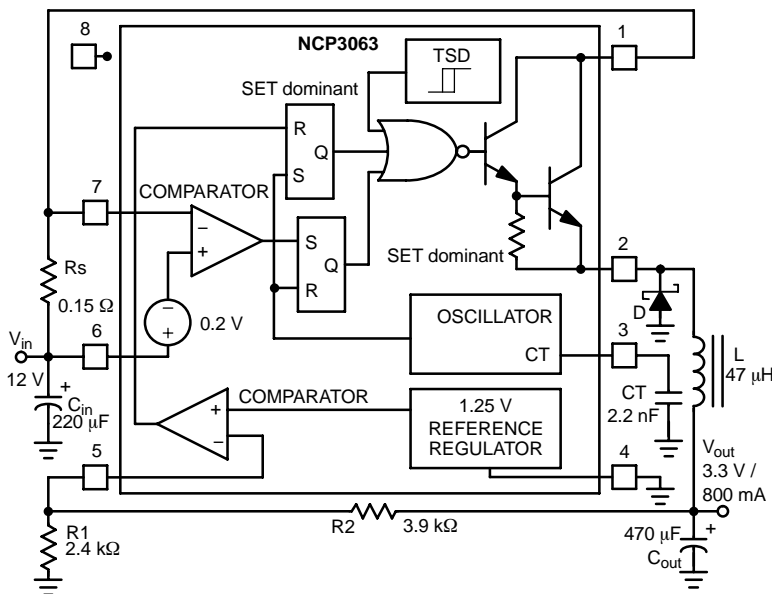 8
NCP3063
1
TSD
SET dominant
R
Q
S
7
COMPARATOR
−
+
S
Q
R
SET dominant
2
Rs
0.15 Ω
−
+
0.2 V
D
Vin
6
OSCILLATOR
3
CT
L
47 μH
12 V
+
Cin
220 μF
COMPARATOR
+
−
1.25 V
REFERENCE
REGULATOR
CT
2.2 nF
5
4
Vout
3.3 V /
800 mA
R1
2.4 kΩ
R2
3.9 kΩ
470 μF
+
Cout